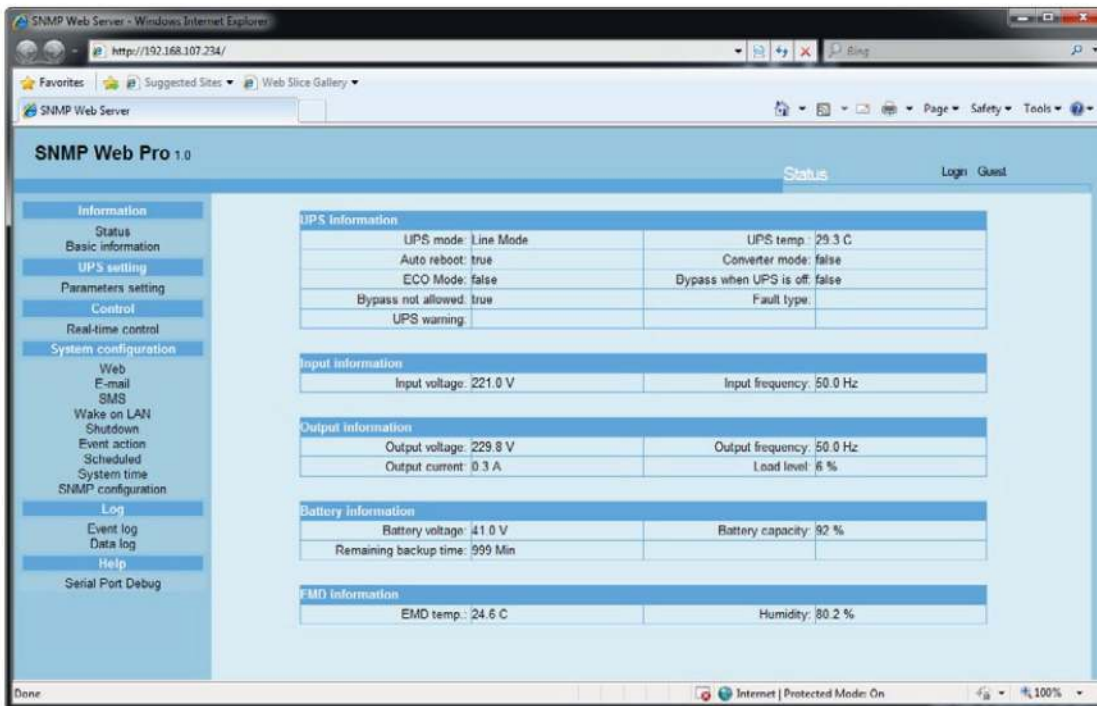 SNMP Web Server - Windows Internet Explorer
http://192.168.107.234/
Bing
Favorites Suggested Sites Web Slice Gallery
SNMP Web Server
Page Safety Tools
SNMP Web Pro 1.0
Status
Login Guest
Information
Status
Basic information
UPS setting
Parameters setting
Control
Real-time control
System configuration
Web
E-mail
SMS
Wake on LAN
Shutdown
Event action
Scheduled
System time
SNMP configuration
Log
Event log
Data log
Help
Serial Port Debug
UPS Information
UPS mode: Line Mode UPS temp.: 29.3 C
Auto reboot: true Converter mode: false
ECO Mode: false Bypass when UPS is off: false
Bypass not allowed: true Fault type:
UPS warning:
Input information
Input voltage: 221.0 V Input frequency: 50.0 Hz
Output information
Output voltage: 229.8 V Output frequency: 50.0 Hz
Output current: 0.3 A Load level: 6 %
Battery information
Battery voltage: 41.0 V Battery capacity: 92 %
Remaining backup time: 999 Min
EMD information
EMD temp.: 24.6 C Humidity: 80.2 %
Done Internet | Protected Mode: On 100%